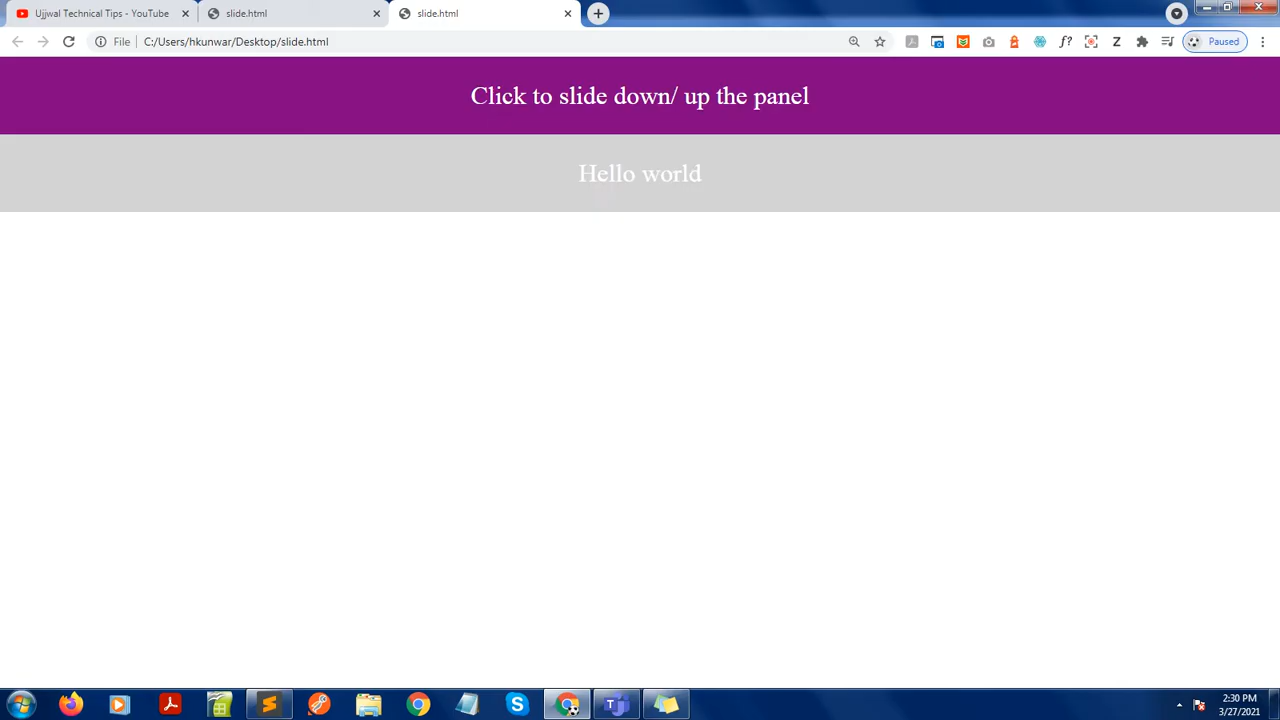 Ujjwal Technical Tips - YouTube
slide.html
slide.html
File
C:/Users/hkunwar/Desktop/slide.html
f?
Z
Paused
Click to slide down/ up the panel
Hello world
2:30 PM
3/27/2021